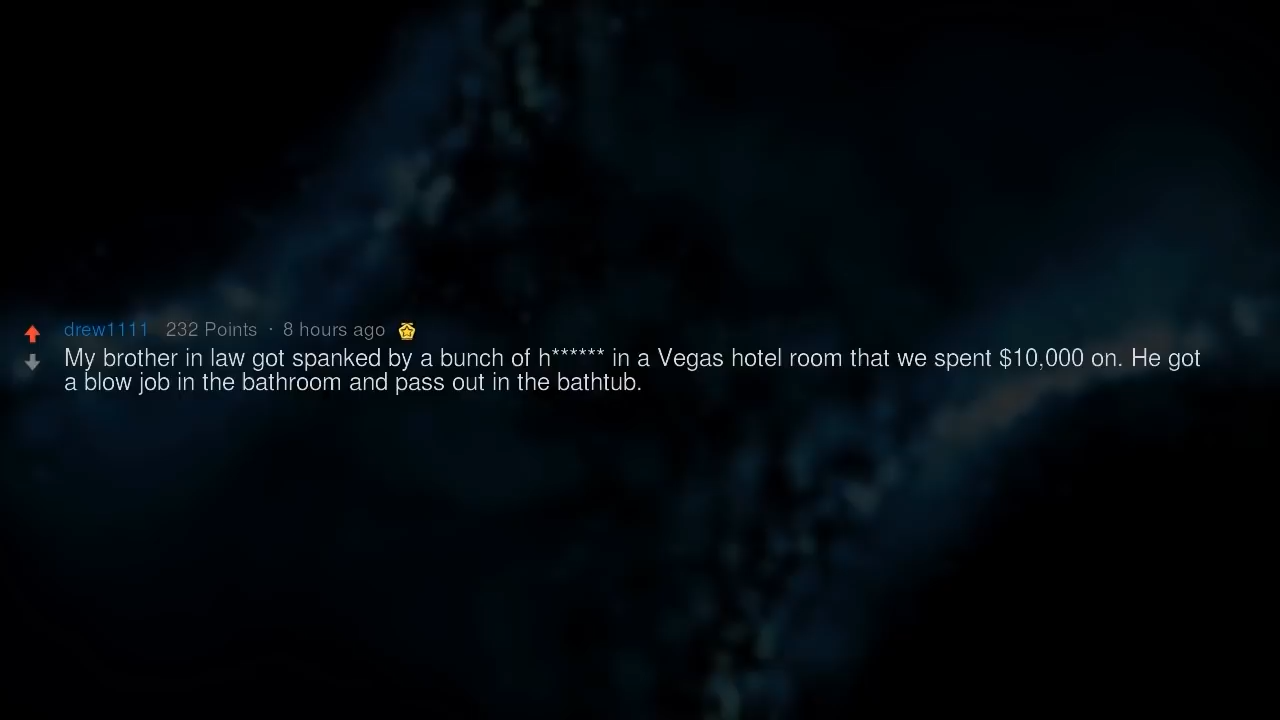 drew1111 232 Points · 8 hours ago
My brother in law got spanked by a bunch of h****** in a Vegas hotel room that we spent $10,000 on. He got
a blow job in the bathroom and pass out in the bathtub.